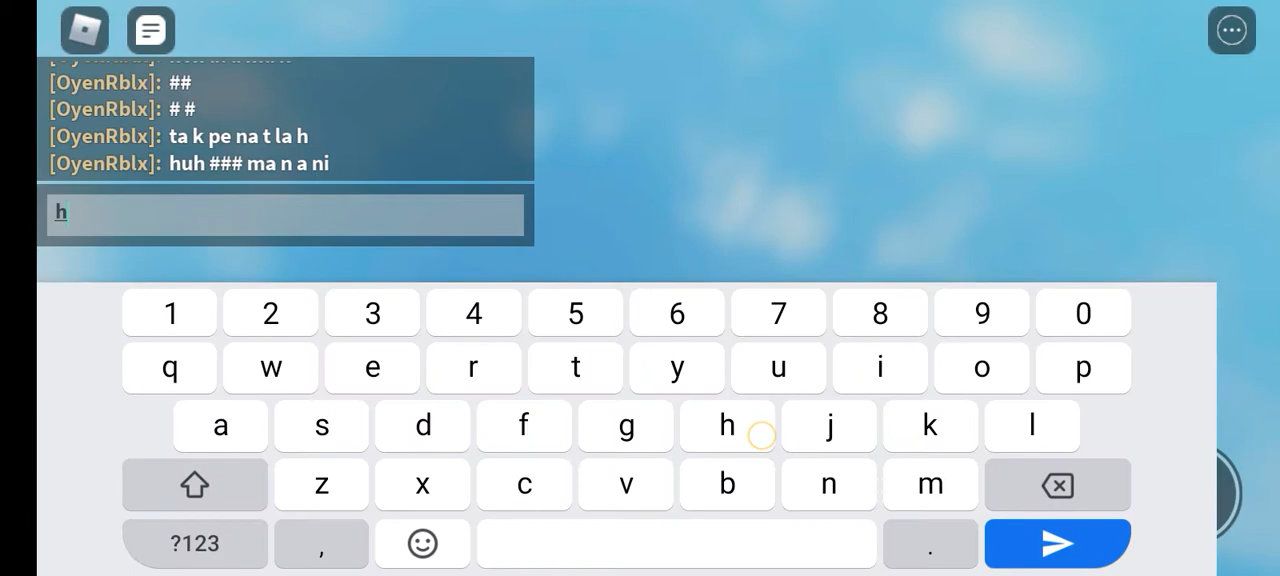 [OyenRblx]: ##
[OyenRblx]: # #
[OyenRblx]: ta k pe na t la h
[OyenRblx]: huh ### ma n a ni
h
1 2 3 4 5 6 7 8 9 0
q w e r t y u i o p
a s d f g h j k l
z x c v b n m
?123 , .